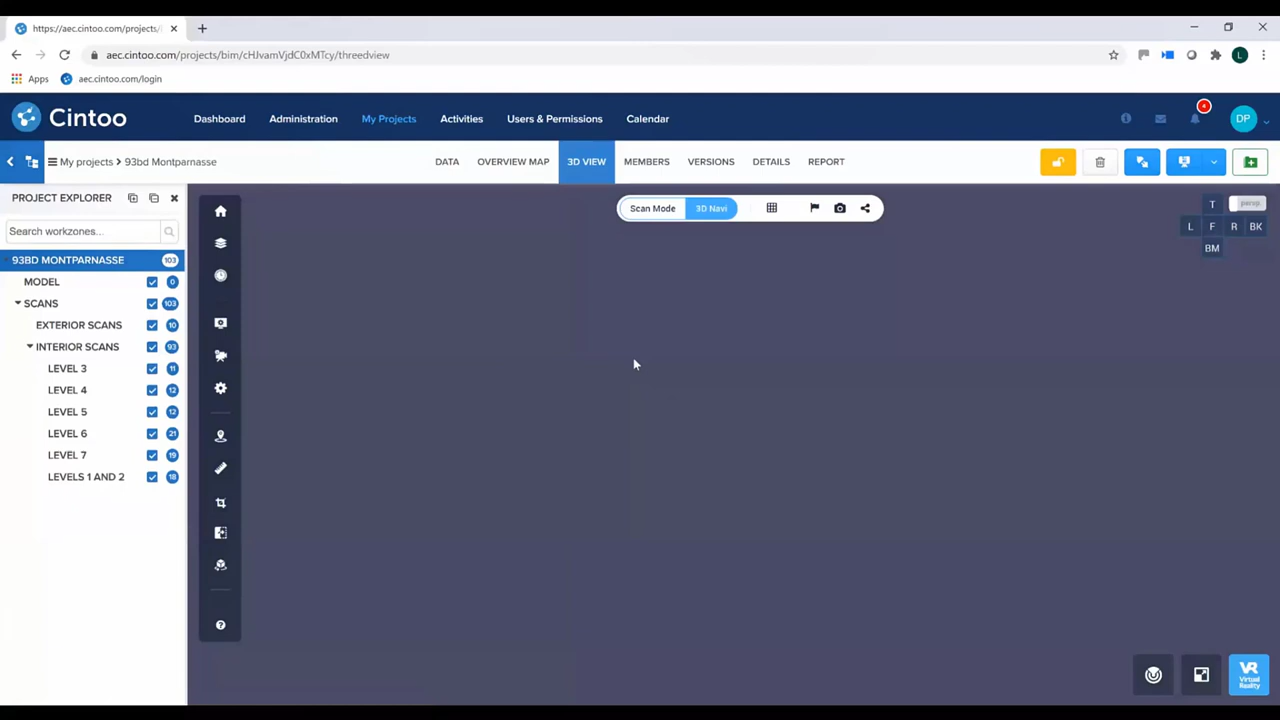 https://aec.cintoo.com/projects/
aec.cintoo.com/projects/bim/cHJvamVjdC0xMTcy/threedview
L
Apps
aec.cintoo.com/login
Cintoo
Dashboard
Administration
My Projects
Activities
Users & Permissions
Calendar
4
DP
My projects
93bd Montparnasse
DATA
OVERVIEW MAP
3D VIEW
MEMBERS
VERSIONS
DETAILS
REPORT
PROJECT EXPLORER
Search workzones...
93BD MONTPARNASSE 103
MODEL 0
SCANS 103
EXTERIOR SCANS 10
INTERIOR SCANS 93
LEVEL 3 11
LEVEL 4 12
LEVEL 5 12
LEVEL 6 21
LEVEL 7 19
LEVELS 1 AND 2 18
Scan Mode
3D Navi
T
persp.
L F R BK
BM
VR
Virtual
Reality